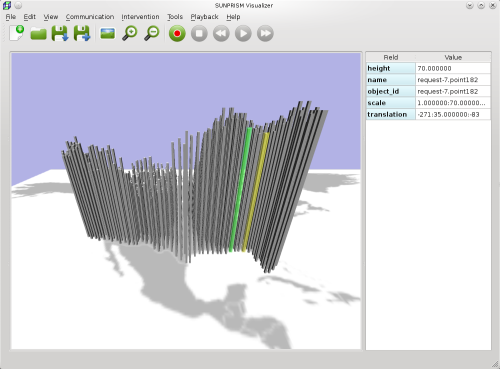 SUNPRISM Visualizer
File Edit View Communication Intervention Tools Playback Help
Field Value
height 70.000000
name request-7.point182
object_id request-7.point182
scale 1.000000:70.00000...
translation -271:35.000000:-83